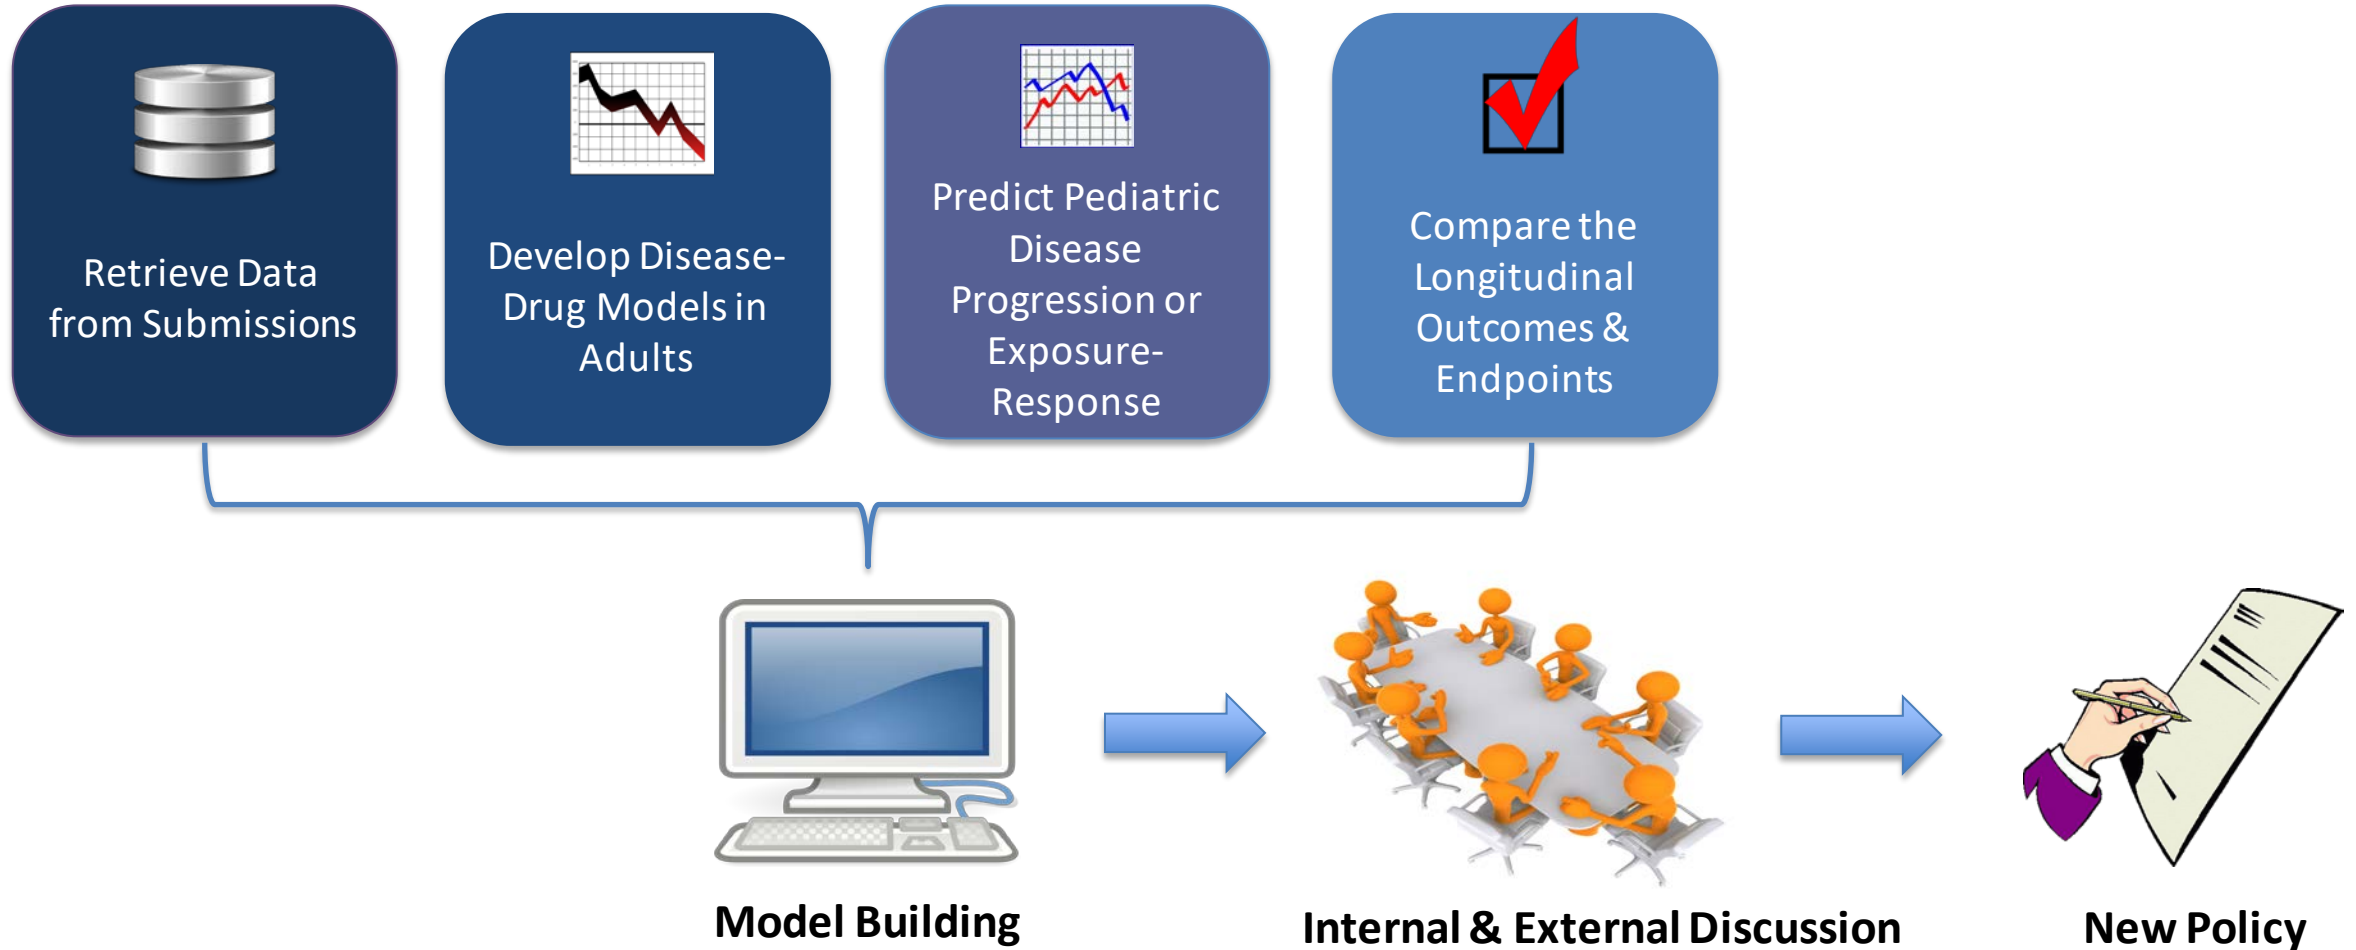 Retrieve Data
from Submissions
Develop Disease-
Drug Models in
Adults
Predict Pediatric
Disease
Progression or
Exposure-
Response
Compare the
Longitudinal
Outcomes &
Endpoints
Model Building
Internal & External Discussion
New Policy